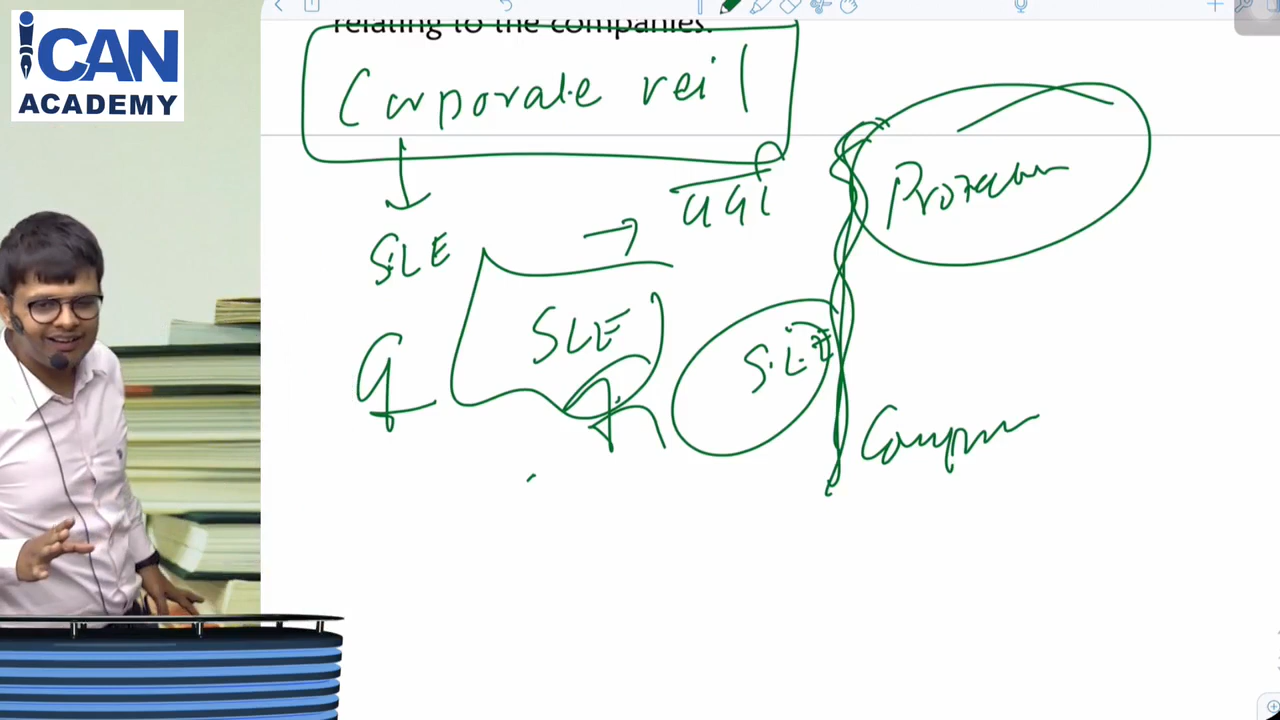 iCAN
ACADEMY
relating to the companies.
Corporate veil
SLE
SLE
S.L.E
Protection